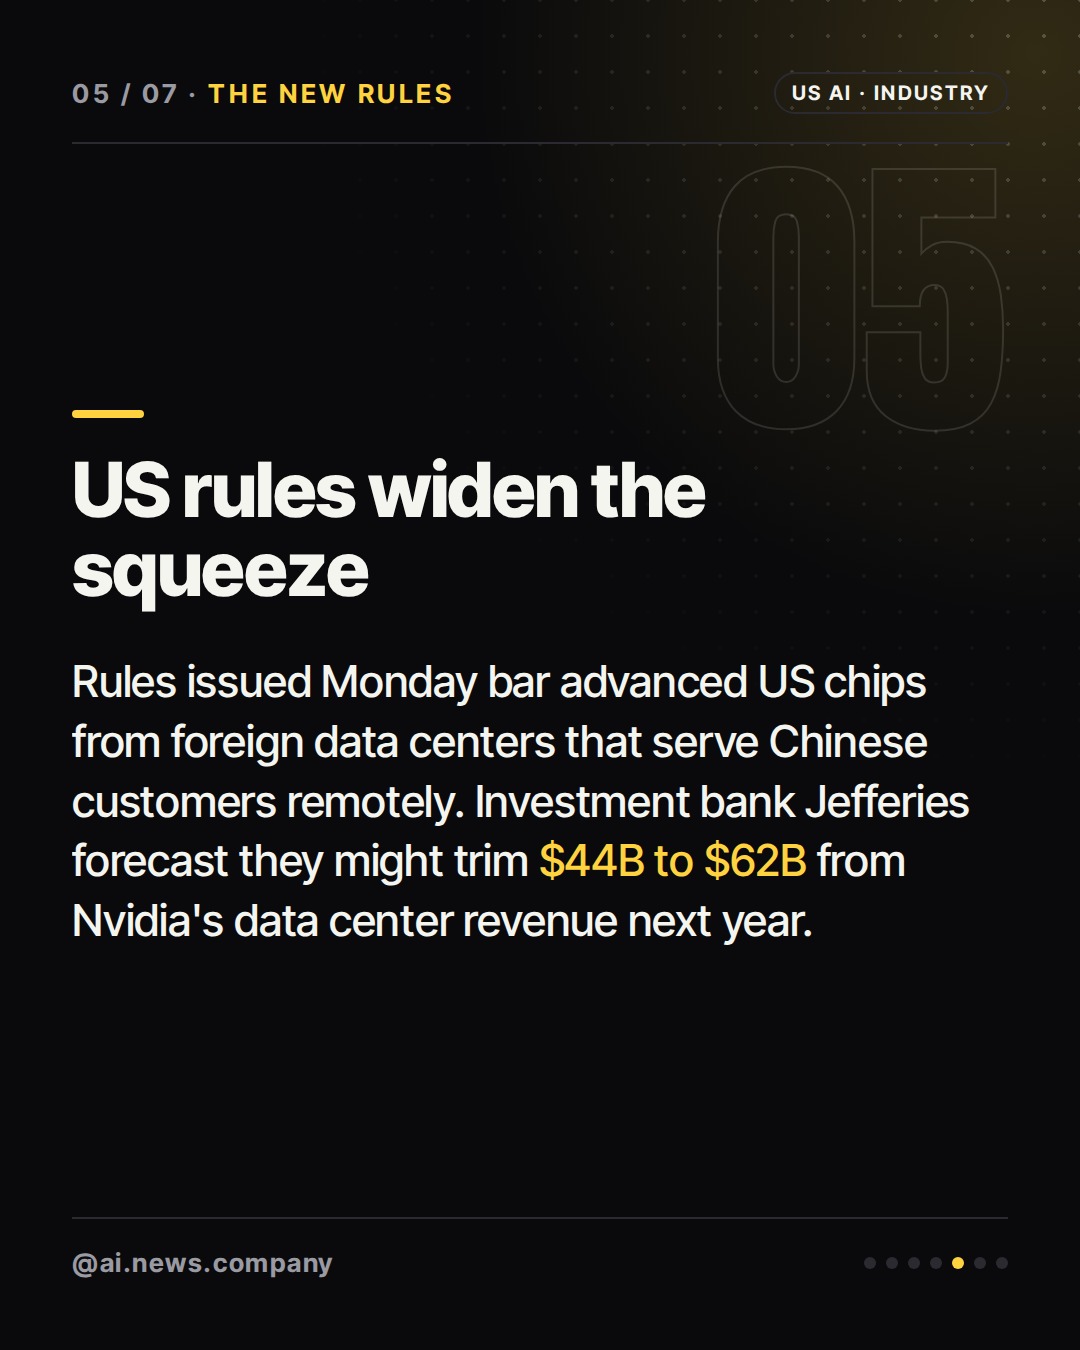 05 / 07 · THE NEW RULES
US AI · INDUSTRY
05
US rules widen the
squeeze
Rules issued Monday bar advanced US chips
from foreign data centers that serve Chinese
customers remotely. Investment bank Jefferies
forecast they might trim $44B to $62B from
Nvidia's data center revenue next year.
@ai.news.company